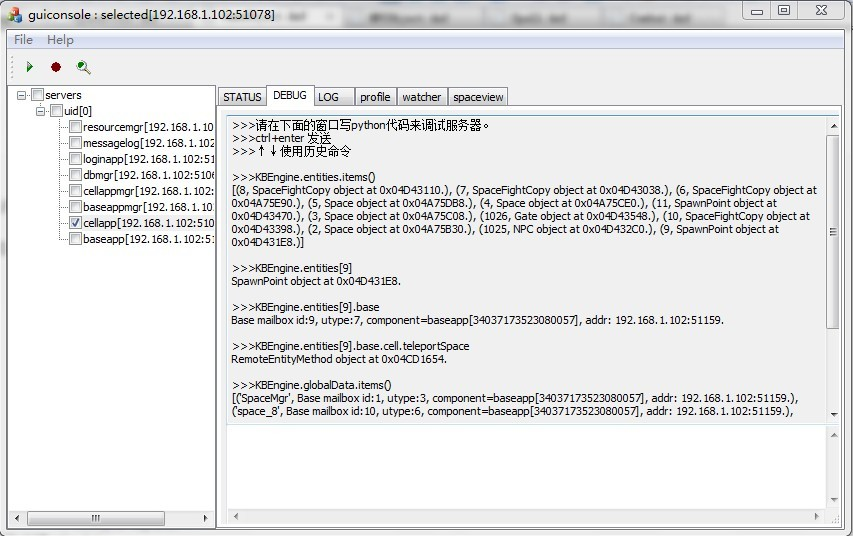 guiconsole : selected[192.168.1.102:51078]
File Help
servers
uid[0]
resourcemgr[192.168.1.10
messagelog[192.168.1.10
loginapp[192.168.1.102:51
dbmgr[192.168.1.102:5106
cellappmgr[192.168.1.10
baseappmgr[192.168.1.10
cellapp[192.168.1.102:510
baseapp[192.168.1.102:51
STATUS DEBUG LOG profile watcher spaceview
>>>请在下面的窗口写python代码来调试服务器。
>>>ctrl+enter 发送
>>>↑↓使用历史命令
>>>KBEngine.entities.items()
[(8, SpaceFightCopy object at 0x04D43110.), (7, SpaceFightCopy object at 0x04D43038.), (6, SpaceFightCopy object at
0x04A75E90.), (5, Space object at 0x04A75DB8.), (4, Space object at 0x04A75CE0.), (11, SpawnPoint object at
0x04D43470.), (3, Space object at 0x04A75C08.), (1026, Gate object at 0x04D43548.), (10, SpaceFightCopy object at
0x04D43398.), (2, Space object at 0x04A75B30.), (1025, NPC object at 0x04D432C0.), (9, SpawnPoint object at
0x04D431E8.)]
>>>KBEngine.entities[9]
SpawnPoint object at 0x04D431E8.
>>>KBEngine.entities[9].base
Base mailbox id:9, utype:7, component=baseapp[34037173523080057], addr: 192.168.1.102:51159.
>>>KBEngine.entities[9].base.cell.teleportSpace
RemoteEntityMethod object at 0x04CD1654.
>>>KBEngine.globalData.items()
[('SpaceMgr', Base mailbox id:1, utype:3, component=baseapp[34037173523080057], addr: 192.168.1.102:51159.),
('space_8', Base mailbox id:10, utype:6, component=baseapp[34037173523080057], addr: 192.168.1.102:51159.),